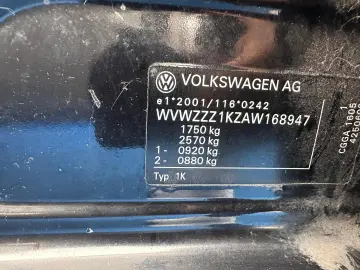 VOLKSWAGEN AG
e1*2001/116*0242
WVWZZZ1KZAW168947
1750 kg
2570 kg
1- 0920 kg
2- 0880 kg
Typ 1K
CGGA 1605